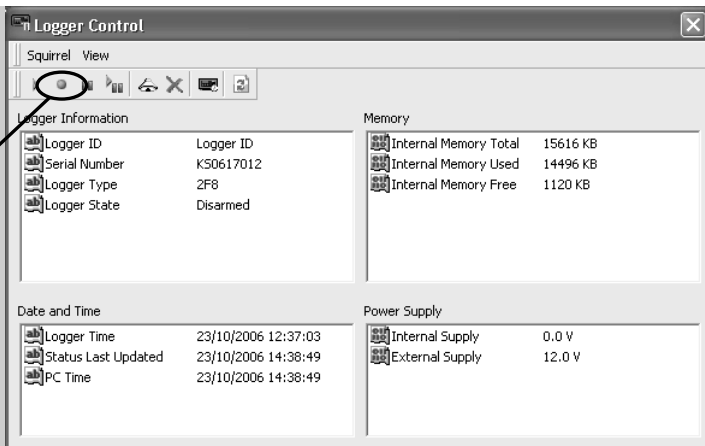 Logger Control
Squirrel View
Logger Information
Logger ID Logger ID
Serial Number KS0617012
Logger Type 2F8
Logger State Disarmed
Memory
Internal Memory Total 15616 KB
Internal Memory Used 14496 KB
Internal Memory Free 1120 KB
Date and Time
Logger Time 23/10/2006 12:37:03
Status Last Updated 23/10/2006 14:38:49
PC Time 23/10/2006 14:38:49
Power Supply
Internal Supply 0.0 V
External Supply 12.0 V